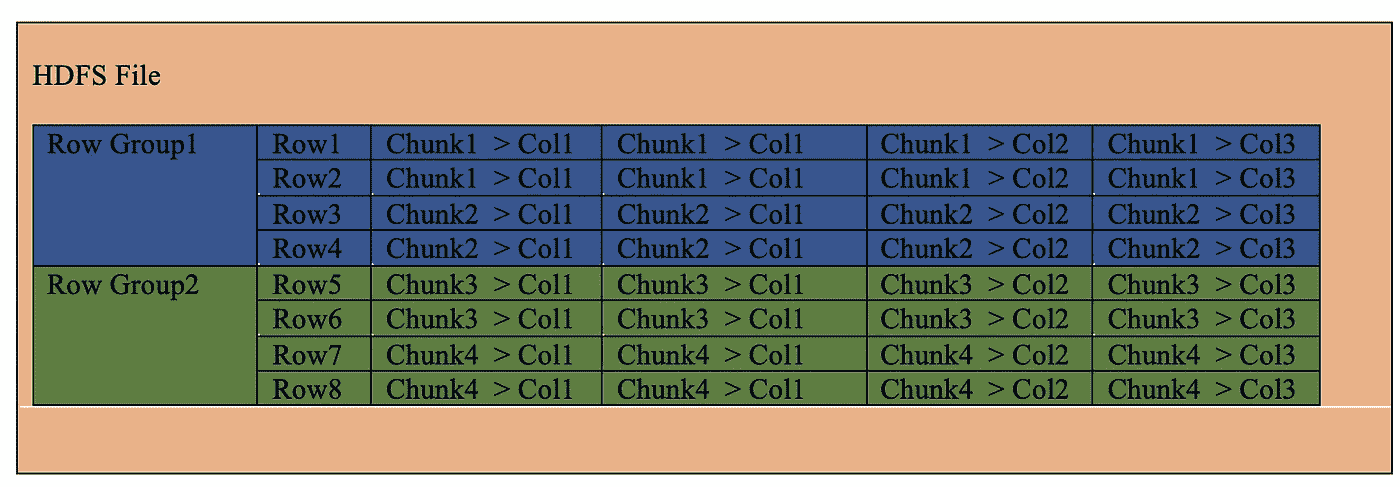 HDFS File
Row Group1 Row1 Chunk1 > Col1 Chunk1 > Col1 Chunk1 > Col2 Chunk1 > Col3
Row2 Chunk1 > Col1 Chunk1 > Col1 Chunk1 > Col2 Chunk1 > Col3
Row3 Chunk2 > Col1 Chunk2 > Col1 Chunk2 > Col2 Chunk2 > Col3
Row4 Chunk2 > Col1 Chunk2 > Col1 Chunk2 > Col2 Chunk2 > Col3
Row Group2 Row5 Chunk3 > Col1 Chunk3 > Col1 Chunk3 > Col2 Chunk3 > Col3
Row6 Chunk3 > Col1 Chunk3 > Col1 Chunk3 > Col2 Chunk3 > Col3
Row7 Chunk4 > Col1 Chunk4 > Col1 Chunk4 > Col2 Chunk4 > Col3
Row8 Chunk4 > Col1 Chunk4 > Col1 Chunk4 > Col2 Chunk4 > Col3